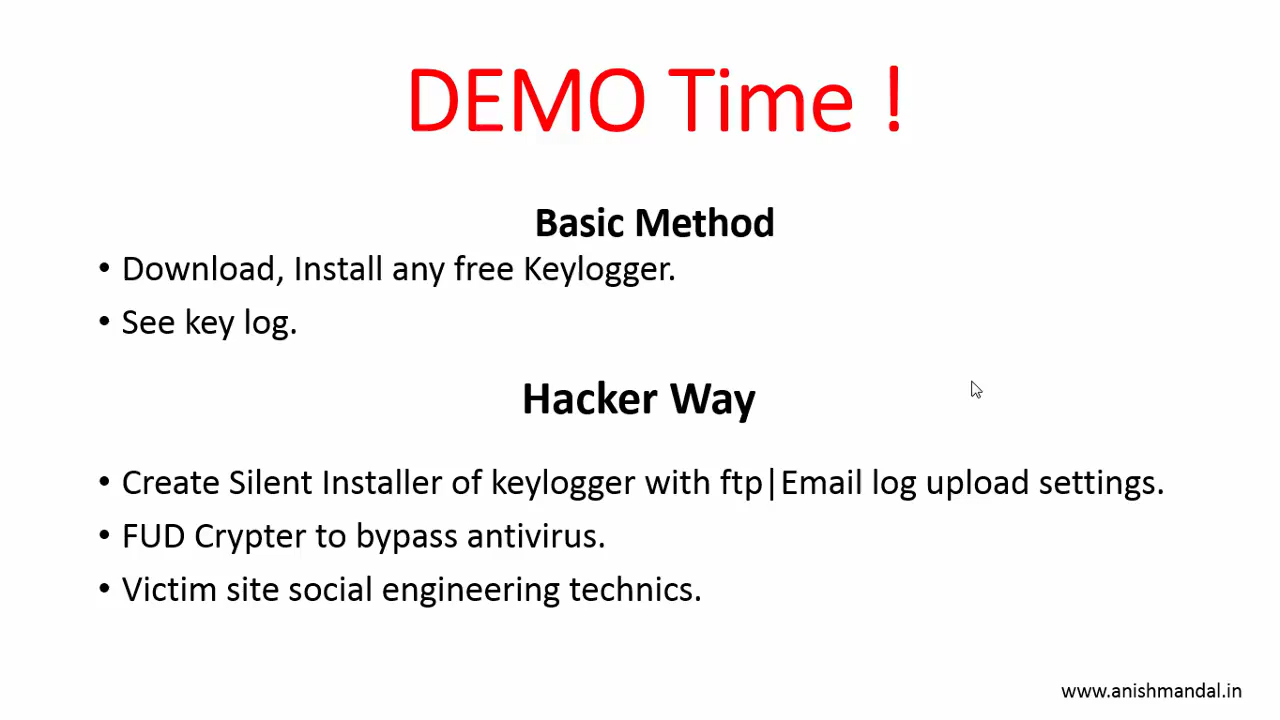 DEMO Time !
Basic Method
• Download, Install any free Keylogger.
• See key log.
Hacker Way
• Create Silent Installer of keylogger with ftp|Email log upload settings.
• FUD Crypter to bypass antivirus.
• Victim site social engineering technics.
www.anishmandal.in